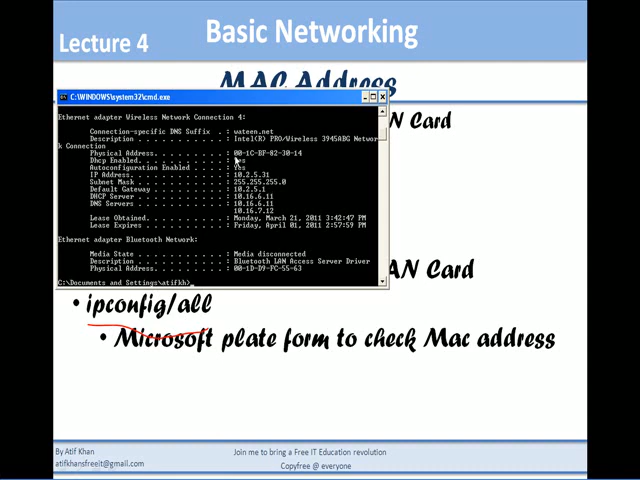 Lecture 4
Basic Networking
MAC Address
C:\WINDOWS\system32\cmd.exe
N Card
Ethernet adapter Wireless Network Connection 4:
Connection-specific DNS Suffix . : wateen.net
Description . . . . . . . . . . . : Intel(R) PRO/Wireless 3945ABG Network Connection
Physical Address. . . . . . . . . : 00-1C-BF-82-30-14
Dhcp Enabled. . . . . . . . . . . : Yes
Autoconfiguration Enabled . . . . : Yes
IP Address. . . . . . . . . . . . : 10.2.5.31
Subnet Mask . . . . . . . . . . . : 255.255.255.0
Default Gateway . . . . . . . . . : 10.2.5.1
DHCP Server . . . . . . . . . . . : 10.16.6.11
DNS Servers . . . . . . . . . . . : 10.16.6.11
10.16.7.12
Lease Obtained. . . . . . . . . . : Monday, March 21, 2011 3:42:47 PM
Lease Expires . . . . . . . . . . : Friday, April 01, 2011 2:57:59 PM
Ethernet adapter Bluetooth Network:
Media State . . . . . . . . . . . : Media disconnected
Description . . . . . . . . . . . : Bluetooth LAN Access Server Driver
Physical Address. . . . . . . . . : 00-1D-D9-FC-55-63
C:\Documents and Settings\atifkh>
AN Card
• ipconfig/all
• Microsoft plate form to check Mac address
By Atif Khan
atifkhansfreeit@gmail.com
Join me to bring a Free IT Education revolution
Copyfree @ everyone